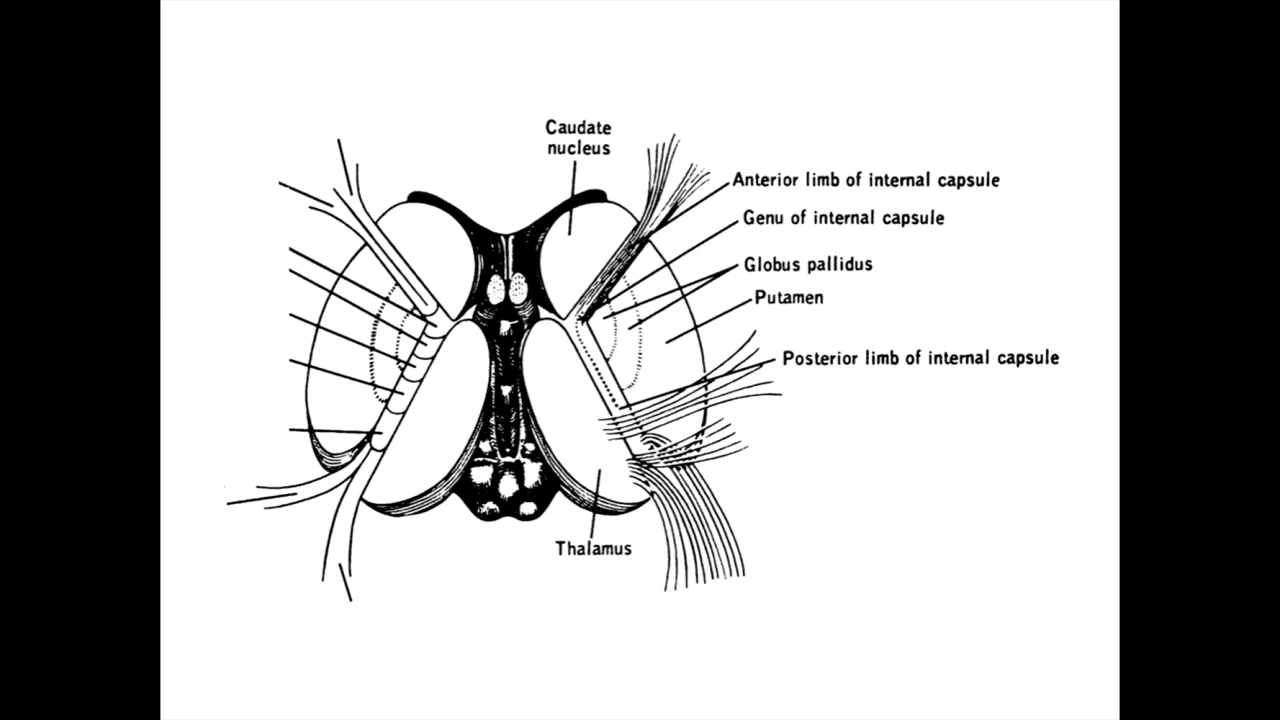 Caudate
nucleus
Anterior limb of internal capsule
Genu of internal capsule
Globus pallidus
Putamen
Posterior limb of internal capsule
Thalamus